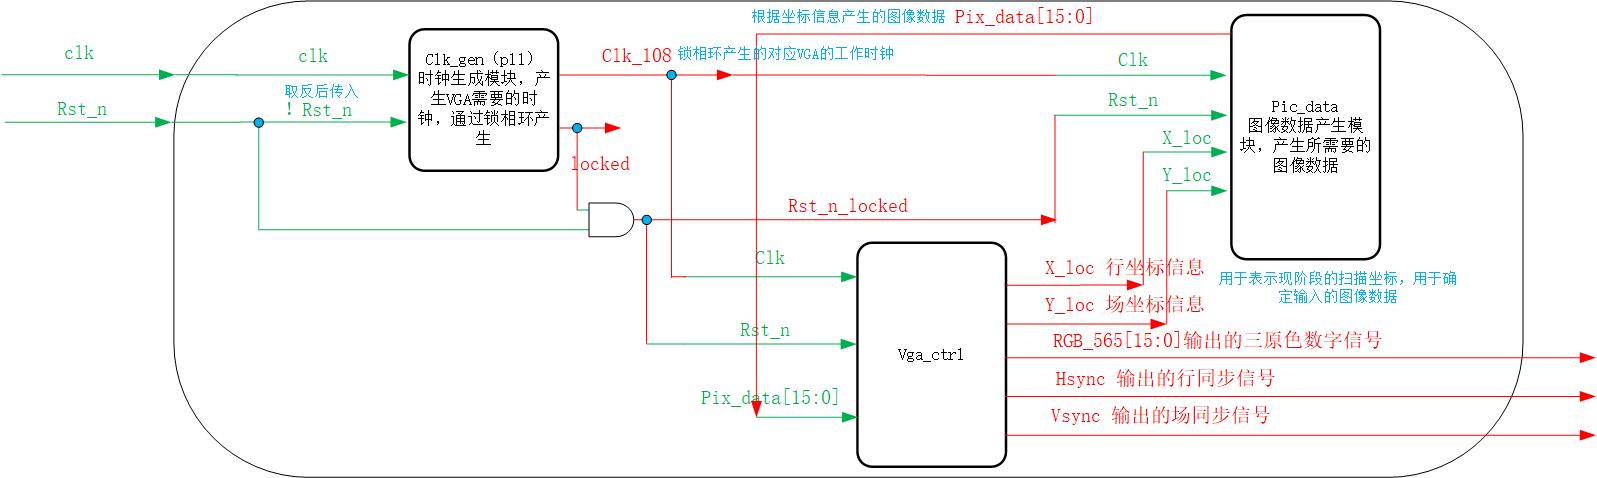 根据坐标信息产生的图像数据 Pix_data[15:0]
clk
clk
Clk_gen（pll）
时钟生成模块，产
生VGA需要的时
钟，通过锁相环产
生
Clk_108 锁相环产生的对应VGA的工作时钟
Clk
取反后传入
！Rst_n
Rst_n
Rst_n
Pic_data
图像数据产生模
块，产生所需要的
图像数据
X_loc
locked
Y_loc
Rst_n_locked
Clk
X_loc 行坐标信息
用于表示现阶段的扫描坐标，用于确
定输入的图像数据
Y_loc 场坐标信息
Rst_n
RGB_565[15:0]输出的三原色数字信号
Vga_ctrl
Hsync 输出的行同步信号
Pix_data[15:0]
Vsync 输出的场同步信号